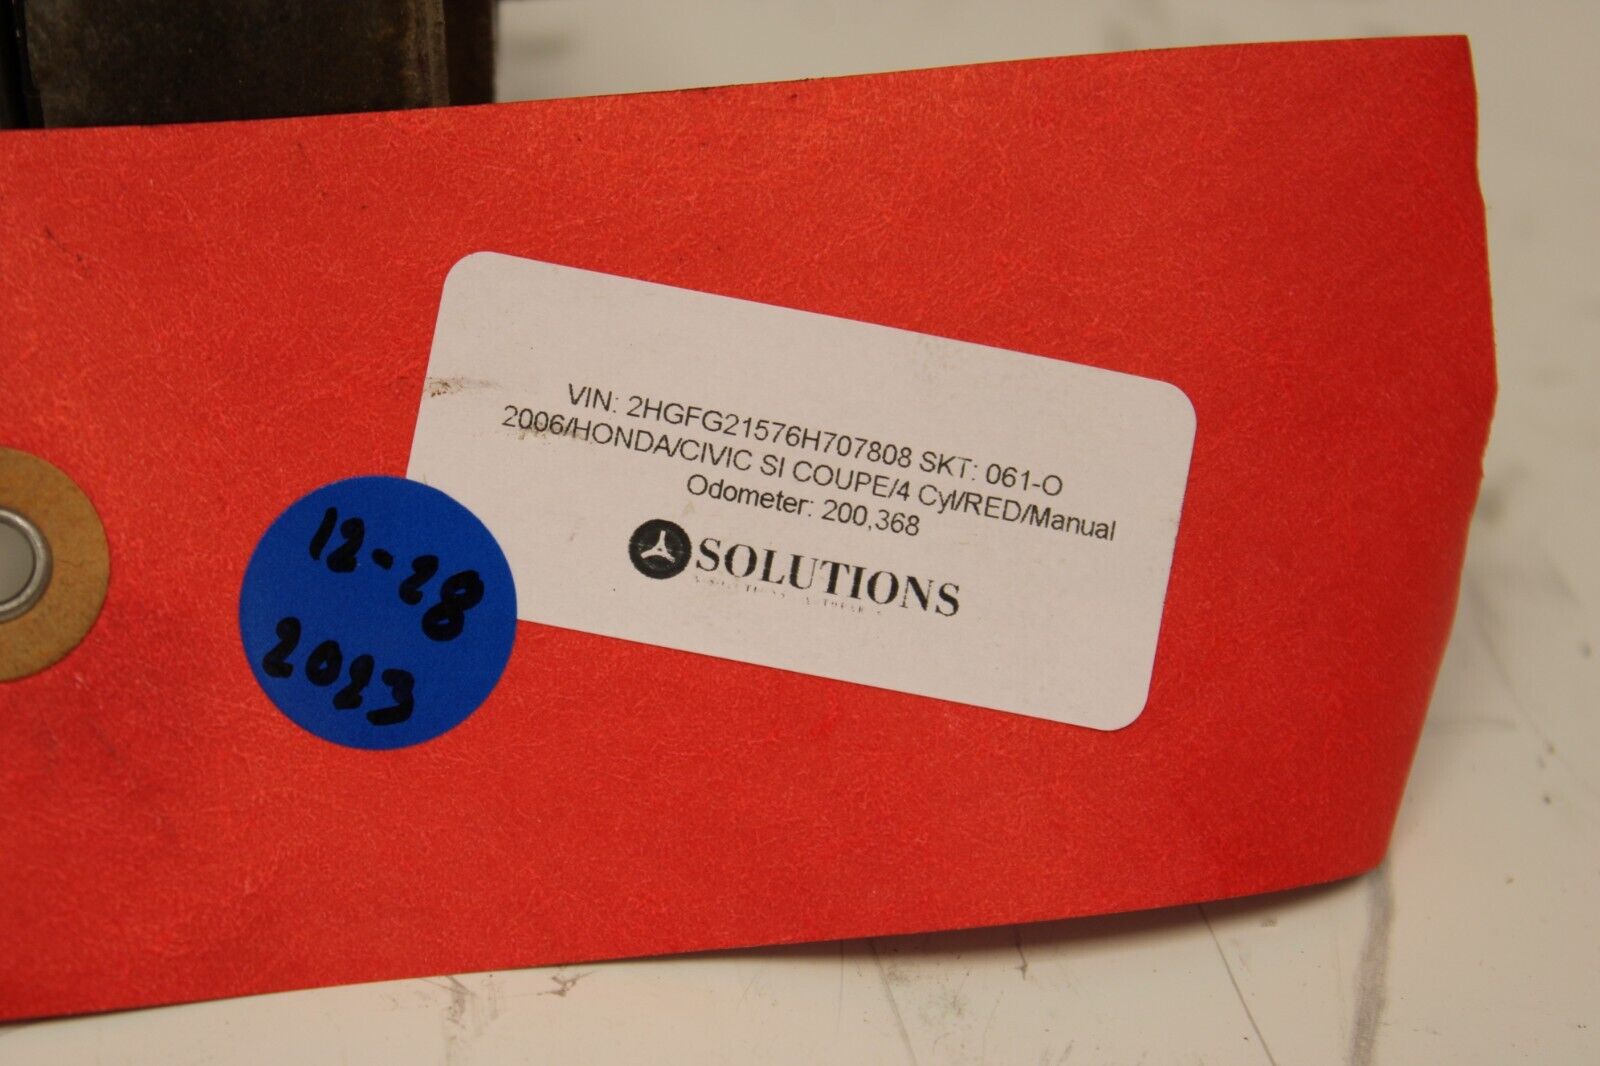 VIN: 2HGFG21576H707808 SKT: 061-O
2006/HONDA/CIVIC SI COUPE/4 Cyl/RED/Manual
Odometer: 200,368
SOLUTIONS
12-28
2023